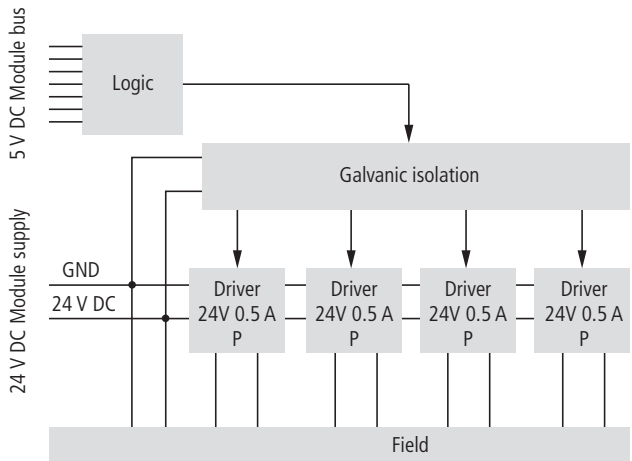 5 V DC Module bus
Logic
Galvanic isolation
24 V DC Module supply
GND
24 V DC
Driver
24V 0.5 A
P
Driver
24V 0.5 A
P
Driver
24V 0.5 A
P
Driver
24V 0.5 A
P
Field